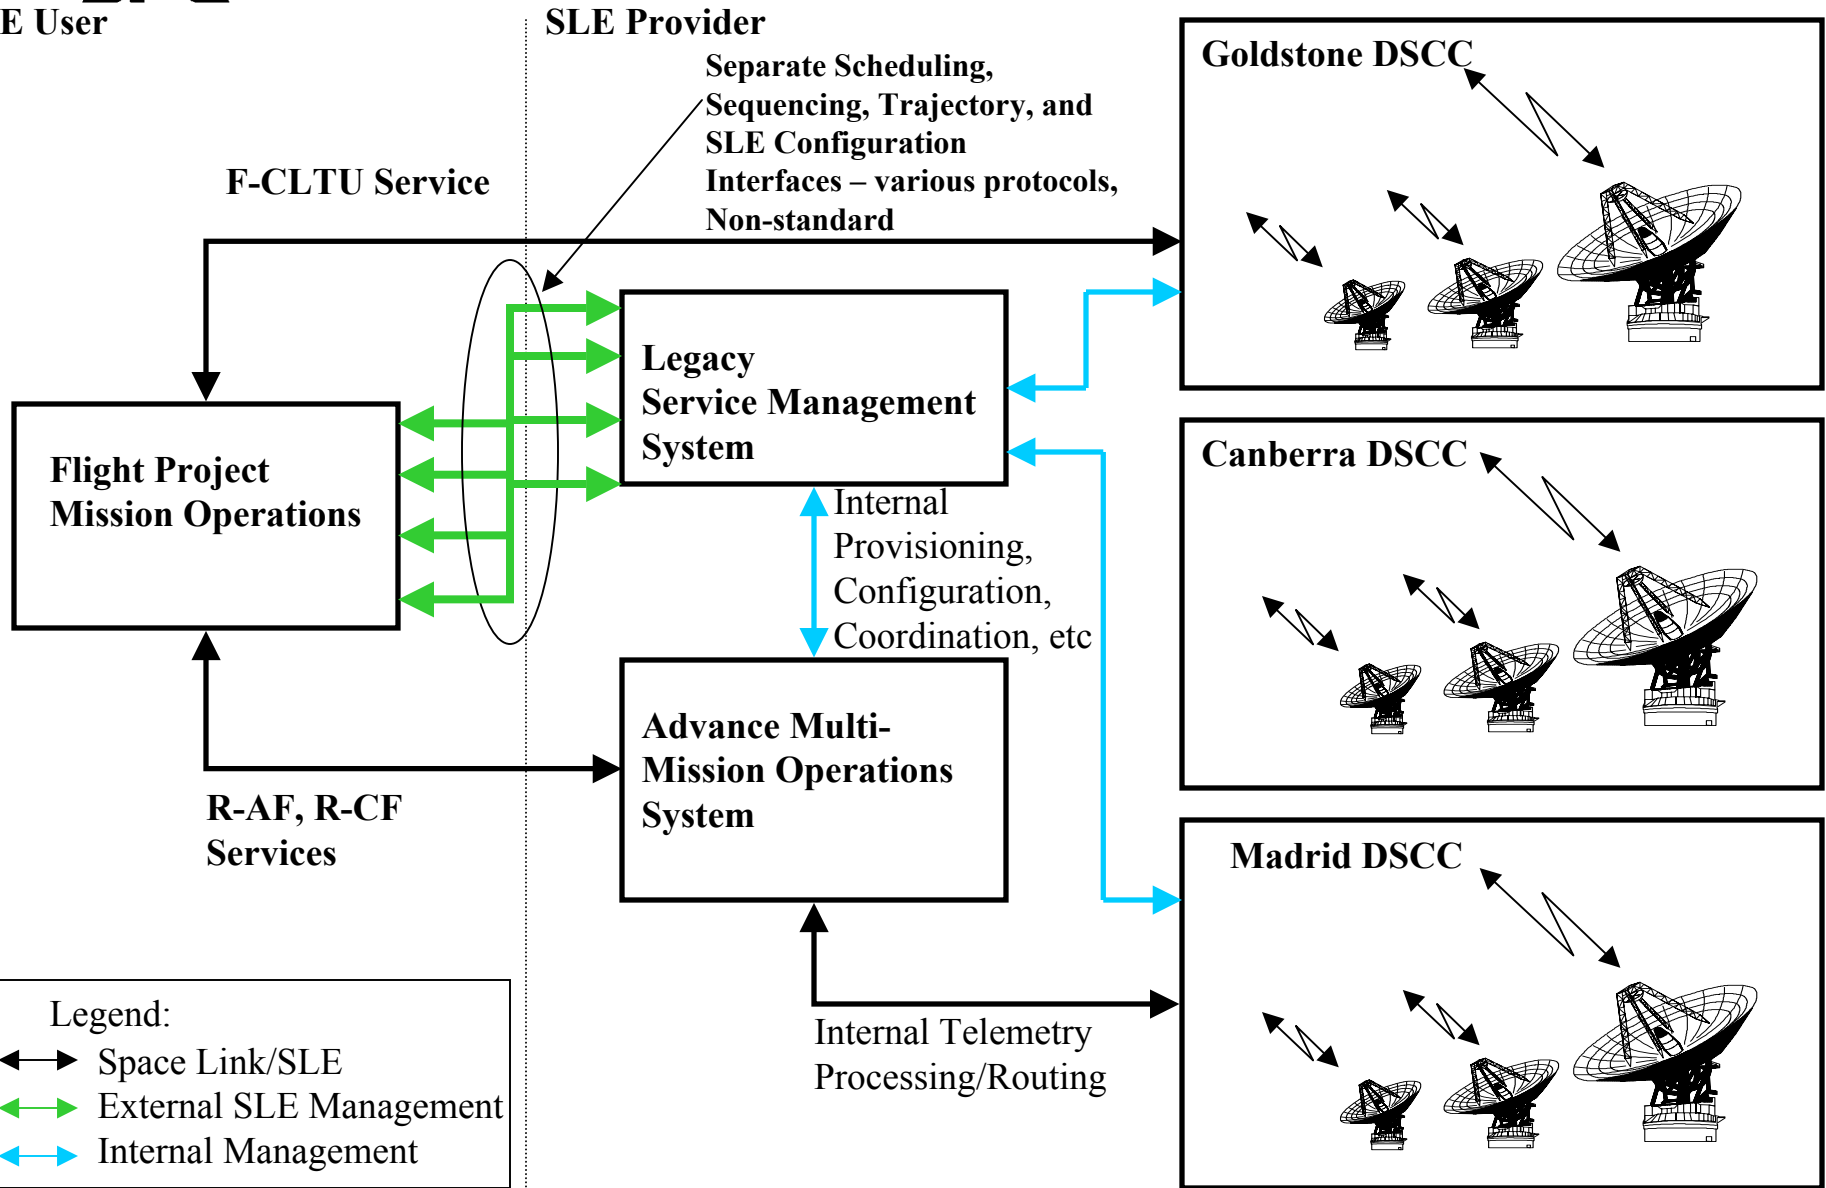 E User
SLE Provider
Separate Scheduling,
Sequencing, Trajectory, and
SLE Configuration
Interfaces – various protocols,
Non-standard
F-CLTU Service
Goldstone DSCC
Legacy
Service Management
System
Flight Project
Mission Operations
Canberra DSCC
Internal
Provisioning,
Configuration,
Coordination, etc
Advance Multi-
Mission Operations
System
R-AF, R-CF
Services
Madrid DSCC
Internal Telemetry
Processing/Routing
Legend:
Space Link/SLE
External SLE Management
Internal Management